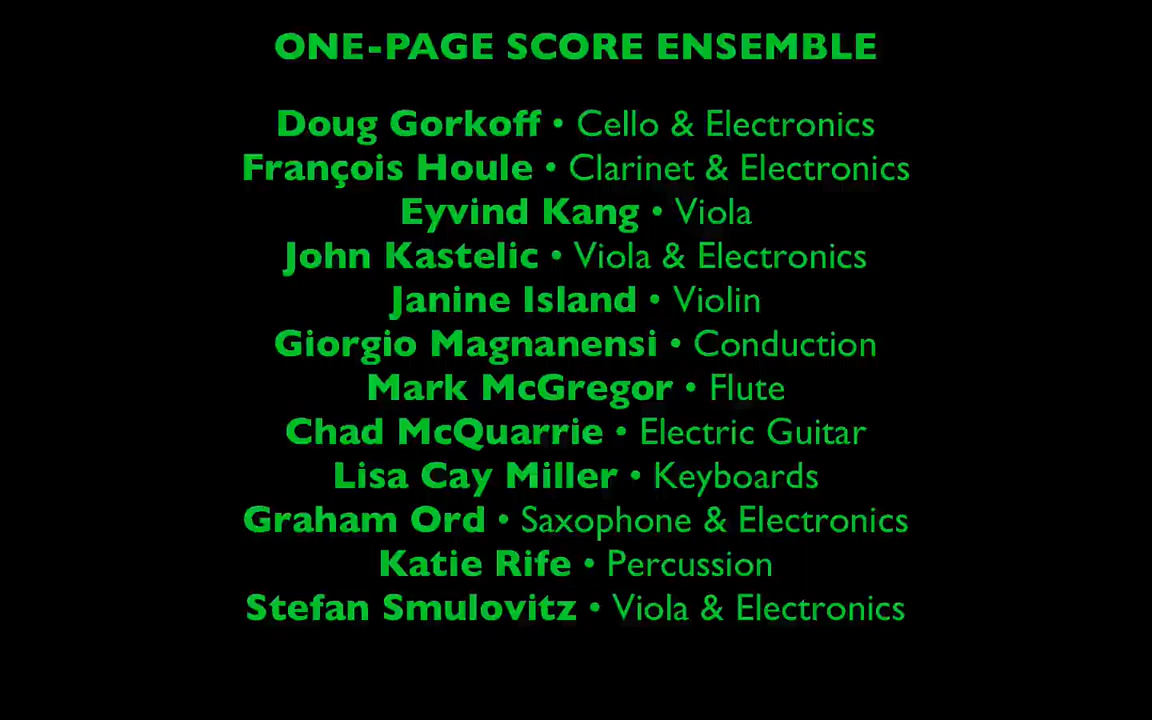 ONE-PAGE SCORE ENSEMBLE
Doug Gorkoff • Cello & Electronics
François Houle • Clarinet & Electronics
Eyvind Kang • Viola
John Kastelic • Viola & Electronics
Janine Island • Violin
Giorgio Magnanensi • Conduction
Mark McGregor • Flute
Chad McQuarrie • Electric Guitar
Lisa Cay Miller • Keyboards
Graham Ord • Saxophone & Electronics
Katie Rife • Percussion
Stefan Smulovitz • Viola & Electronics